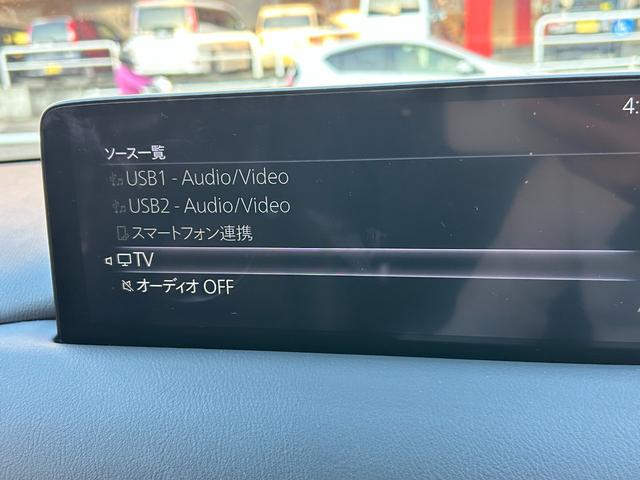 4:
ソース一覧
USB1 - Audio/Video
USB2 - Audio/Video
スマートフォン連携
TV
オーディオ OFF